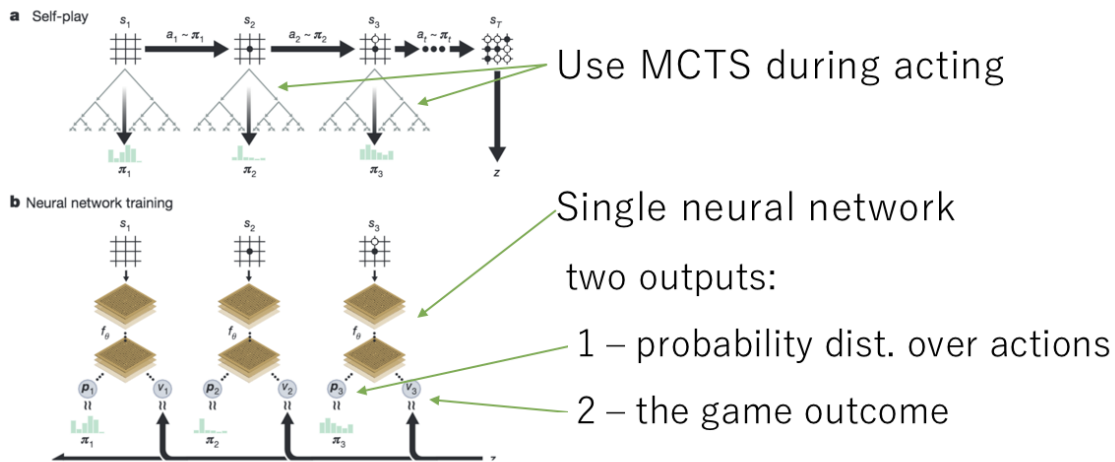 a Self-play
s1 a1 ~ π1 s2 a2 ~ π2 s3 at ~ πt sT
Use MCTS during acting
π1 π2 π3 z
b Neural network training
s1 s2 s3
Single neural network
two outputs:
fθ fθ fθ
1 – probability dist. over actions
p1 v1 p2 v2 p3 v3
2 – the game outcome
π1 π2 π3